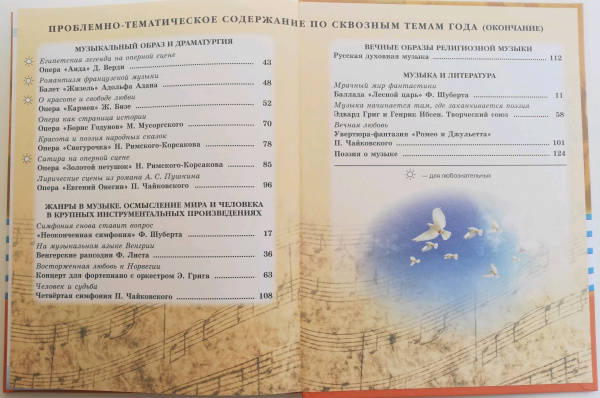 ПРОБЛЕМНО-ТЕМАТИЧЕСКОЕ СОДЕРЖАНИЕ ПО СКВОЗНЫМ ТЕМАМ ГОДА (ОКОНЧАНИЕ)
МУЗЫКАЛЬНЫЙ ОБРАЗ И ДРАМАТУРГИЯ
Египетская легенда на оперной сцене
Опера «Аида» Д. Верди 43
Романтизм французской музыки
Балет «Жизель» Адольфа Адана 48
О красоте и свободе любви
Опера «Кармен» Ж. Бизе 52
Опера как страница истории
Опера «Борис Годунов» М. Мусоргского 70
Красота и поэзия народных сказок
Опера «Снегурочка» Н. Римского-Корсакова 78
Сатира на оперной сцене
Опера «Золотой петушок» Н. Римского-Корсакова 85
Лирические сцены из романа А. С. Пушкина
Опера «Евгений Онегин» П. Чайковского 96
ЖАНРЫ В МУЗЫКЕ. ОСМЫСЛЕНИЕ МИРА И ЧЕЛОВЕКА
В КРУПНЫХ ИНСТРУМЕНТАЛЬНЫХ ПРОИЗВЕДЕНИЯХ
Симфония снова ставит вопрос
«Неоконченная симфония» Ф. Шуберта 17
На музыкальном языке Венгрии
Венгерские рапсодии Ф. Листа 36
Восторженная любовь к Норвегии
Концерт для фортепиано с оркестром Э. Грига 63
Человек и судьба
Четвёртая симфония П. Чайковского 108
ВЕЧНЫЕ ОБРАЗЫ РЕЛИГИОЗНОЙ МУЗЫКИ
Русская духовная музыка 112
МУЗЫКА И ЛИТЕРАТУРА
Мрачный мир фантастики
Баллада «Лесной царь» Ф. Шуберта 11
Музыка начинается там, где заканчивается поэзия
Эдвард Григ и Генрик Ибсен. Творческий союз 58
Вечная любовь
Увертюра-фантазия «Ромео и Джульетта»
П. Чайковского 101
Поэзия о музыке 124
— для любознательных